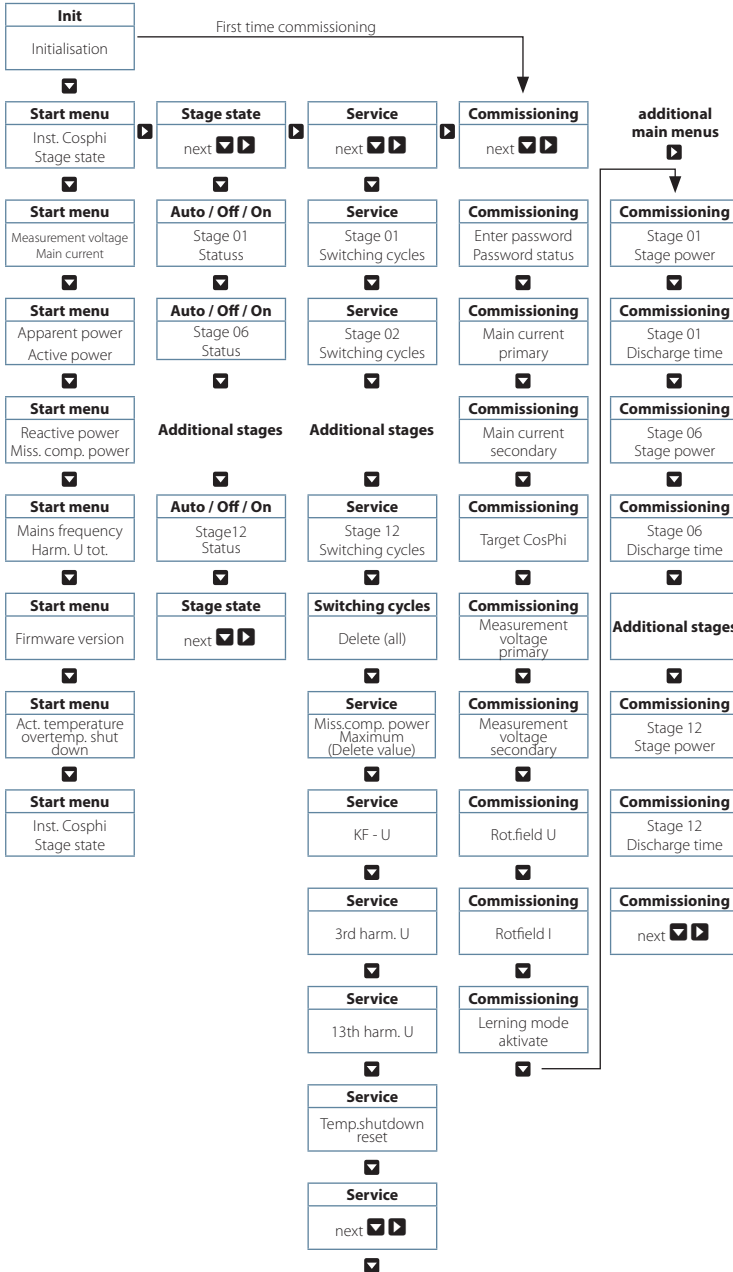 Init
Initialisation
First time commissioning
Start menu
Inst. Cosphi
Stage state
Start menu
Measurement voltage
Main current
Start menu
Apparent power
Active power
Start menu
Reactive power
Miss. comp. power
Start menu
Mains frequency
Harm. U tot.
Start menu
Firmware version
Start menu
Act. temperature
overtemp. shut
down
Start menu
Inst. Cosphi
Stage state
Stage state
next
Auto / Off / On
Stage 01
Statuss
Auto / Off / On
Stage 06
Status
Additional stages
Auto / Off / On
Stage12
Status
Stage state
next
Service
next
Service
Stage 01
Switching cycles
Service
Stage 02
Switching cycles
Additional stages
Service
Stage 12
Switching cycles
Switching cycles
Delete (all)
Service
Miss.comp. power
Maximum
(Delete value)
Service
KF - U
Service
3rd harm. U
Service
13th harm. U
Service
Temp.shutdown
reset
Service
next
Commissioning
next
Commissioning
Enter password
Password status
Commissioning
Main current
primary
Commissioning
Main current
secondary
Commissioning
Target CosPhi
Commissioning
Measurement
voltage
primary
Commissioning
Measurement
voltage
secondary
Commissioning
Rot.field U
Commissioning
Rotfield I
Commissioning
Lerning mode
aktivate
additional
main menus
Commissioning
Stage 01
Stage power
Commissioning
Stage 01
Discharge time
Commissioning
Stage 06
Stage power
Commissioning
Stage 06
Discharge time
Additional stages
Commissioning
Stage 12
Stage power
Commissioning
Stage 12
Discharge time
Commissioning
next